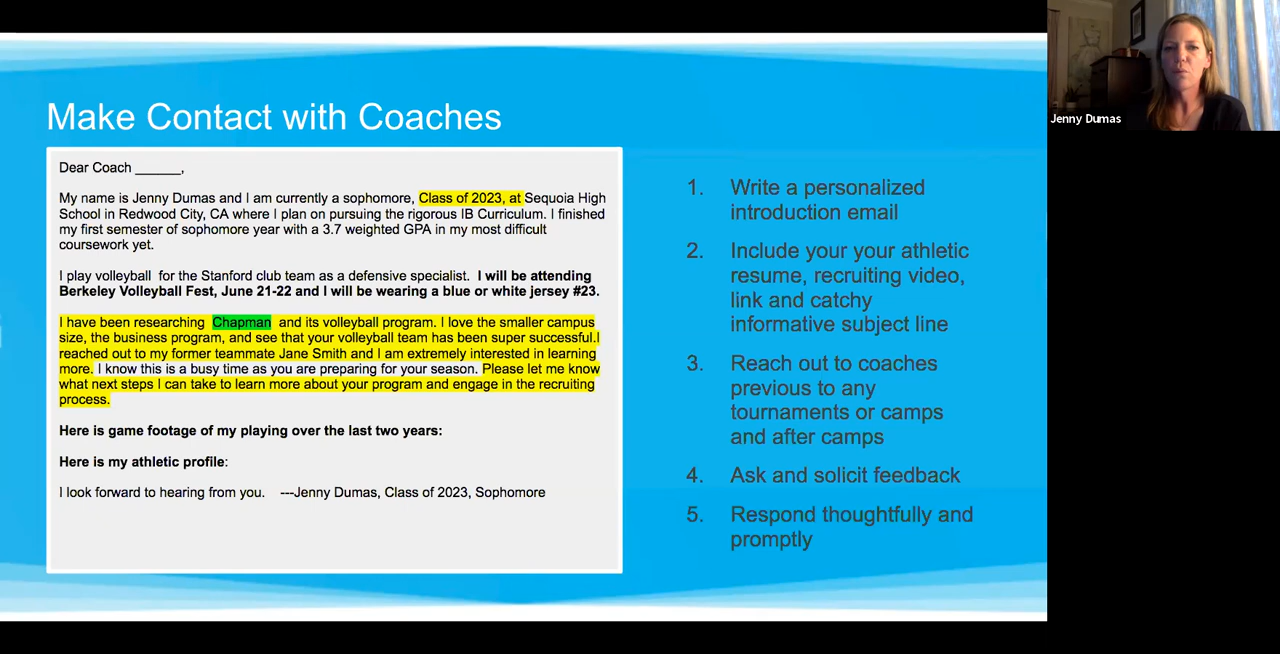 Make Contact with Coaches
Dear Coach ______,
My name is Jenny Dumas and I am currently a sophomore, Class of 2023, at Sequoia High
School in Redwood City, CA where I plan on pursuing the rigorous IB Curriculum. I finished
my first semester of sophomore year with a 3.7 weighted GPA in my most difficult
coursework yet.
I play volleyball  for the Stanford club team as a defensive specialist.  I will be attending
Berkeley Volleyball Fest, June 21-22 and I will be wearing a blue or white jersey #23.
I have been researching  Chapman  and its volleyball program. I love the smaller campus
size, the business program, and see that your volleyball team has been super successful.I
reached out to my former teammate Jane Smith and I am extremely interested in learning
more. I know this is a busy time as you are preparing for your season. Please let me know
what next steps I can take to learn more about your program and engage in the recruiting
process.
Here is game footage of my playing over the last two years:
Here is my athletic profile:
I look forward to hearing from you.    ---Jenny Dumas, Class of 2023, Sophomore
1. Write a personalized
introduction email
2. Include your your athletic
resume, recruiting video,
link and catchy
informative subject line
3. Reach out to coaches
previous to any
tournaments or camps
and after camps
4. Ask and solicit feedback
5. Respond thoughtfully and
promptly
Jenny Dumas